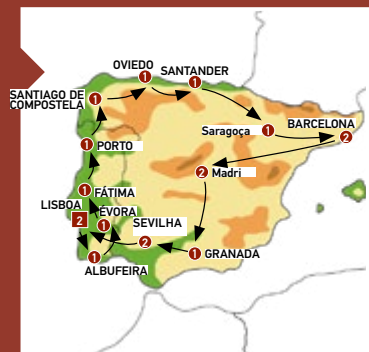 OVIEDO
1
SANTANDER
1
SANTIAGO DE
COMPOSTELA
1
Saragoça
1
BARCELONA
2
1
PORTO
2
Madri
1
FÁTIMA
LISBOA
2
ÉVORA
1
SEVILHA
2
1
GRANADA
1
ALBUFEIRA